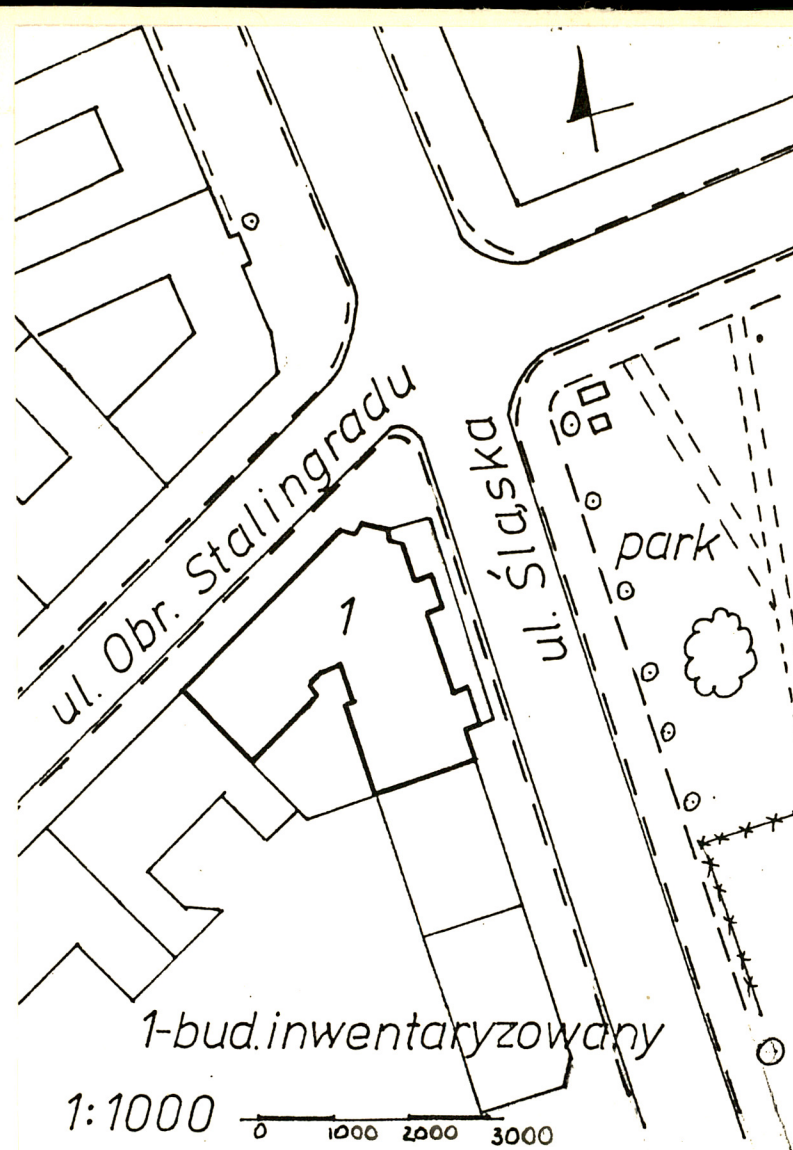 ul. Obr. Stalingradu
ul. Śląska
park
1
1-bud.inwentaryzowany
1:1000
0 1000 2000 3000